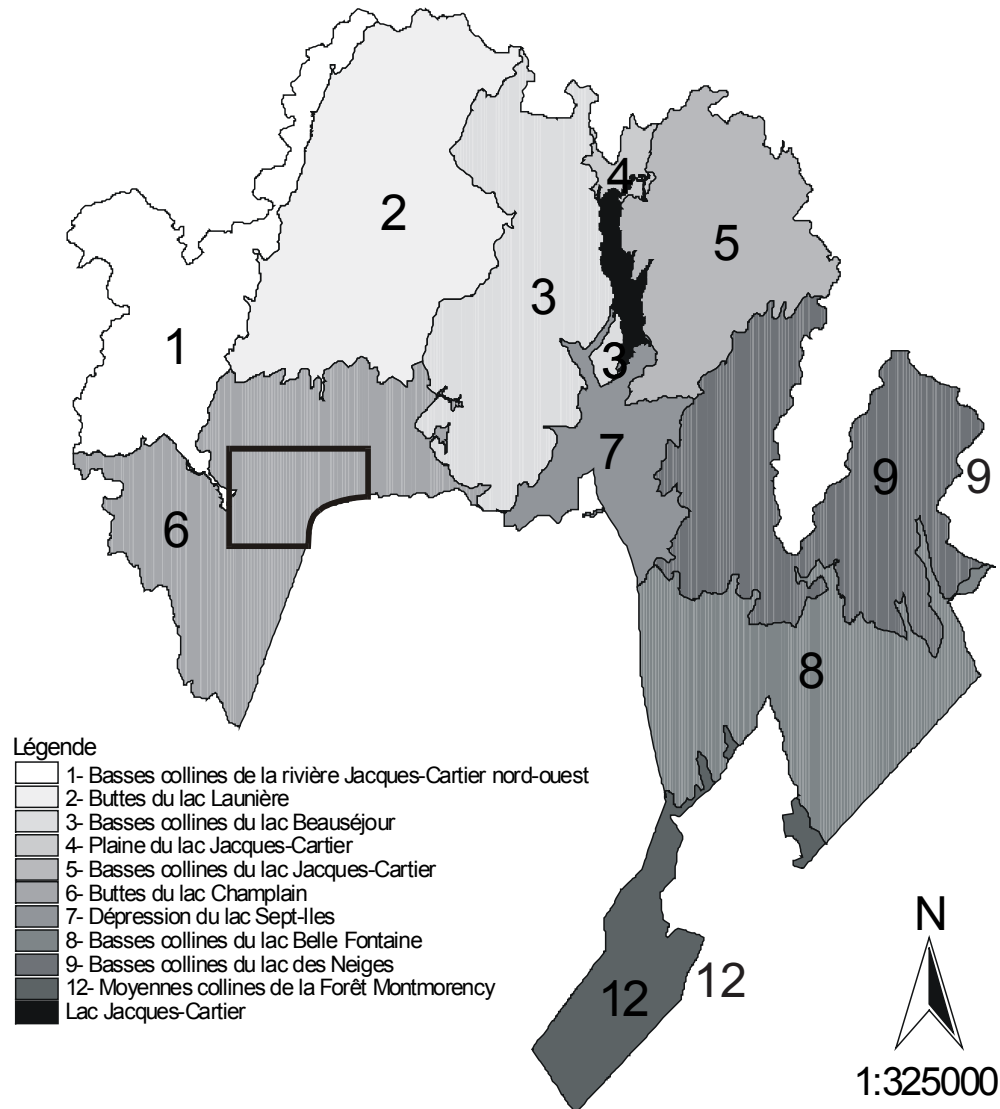 2
4
5
3
1
3
7
9
9
6
8
Légende
1- Basses collines de la rivière Jacques-Cartier nord-ouest
2- Buttes du lac Launière
3- Basses collines du lac Beauséjour
4- Plaine du lac Jacques-Cartier
5- Basses collines du lac Jacques-Cartier
6- Buttes du lac Champlain
7- Dépression du lac Sept-Iles
8- Basses collines du lac Belle Fontaine
9- Basses collines du lac des Neiges
12- Moyennes collines de la Forêt Montmorency
Lac Jacques-Cartier
12
12
N
1:325000